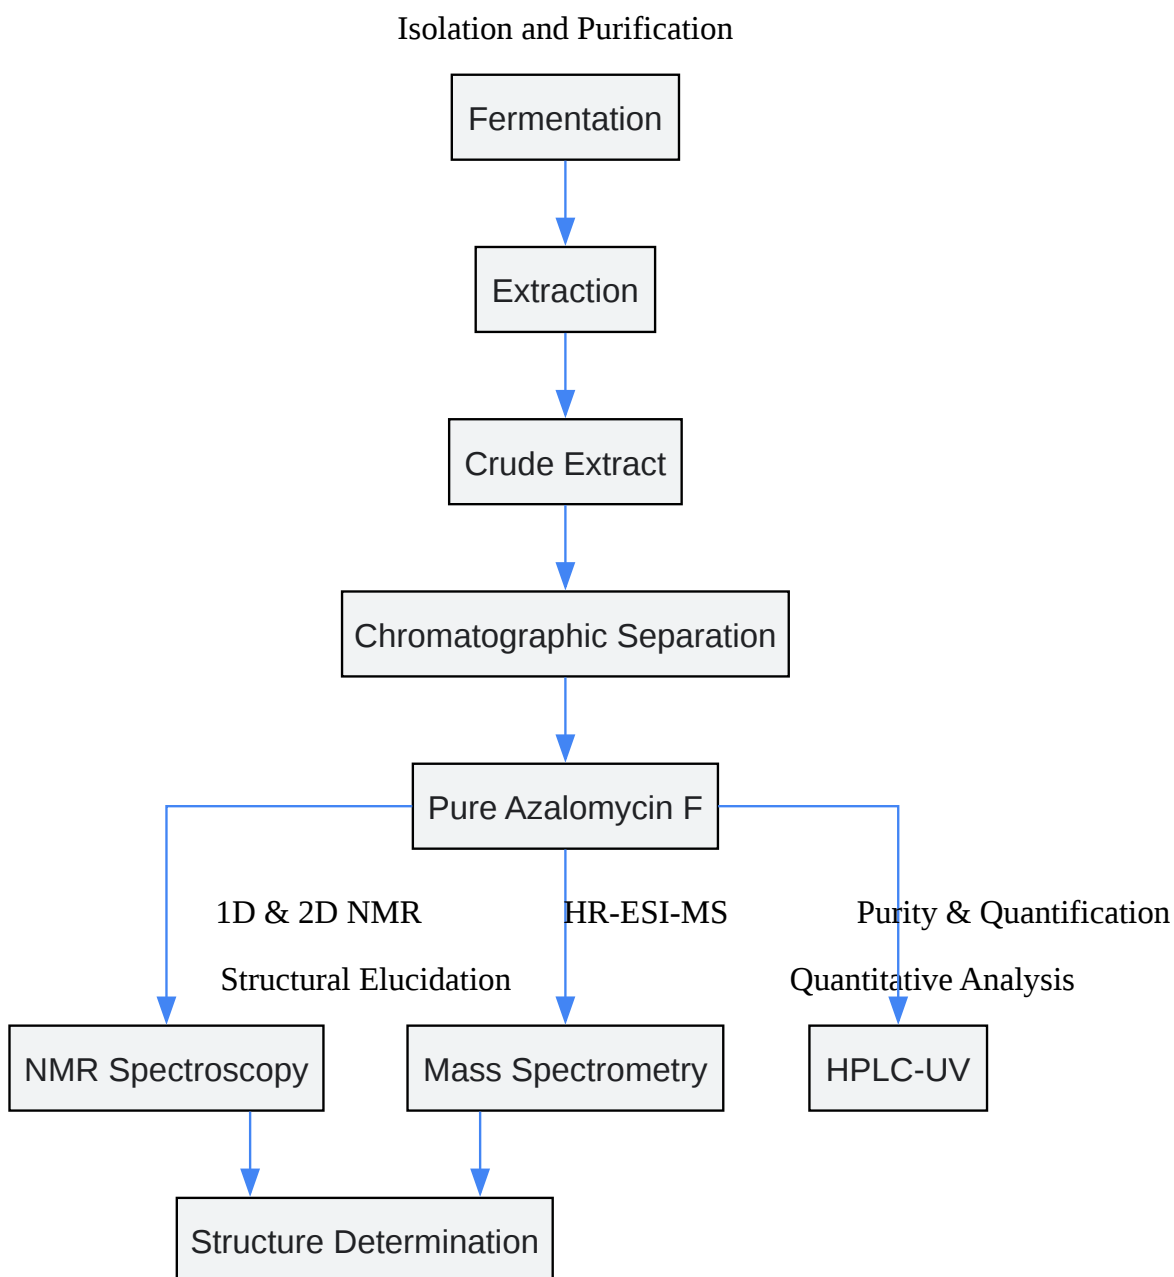 Isolation and Purification
Fermentation
Extraction
Crude Extract
Chromatographic Separation
Pure Azalomycin F
1D & 2D NMR
HR-ESI-MS
Purity & Quantification
Structural Elucidation
Quantitative Analysis
NMR Spectroscopy
Mass Spectrometry
HPLC-UV
Structure Determination